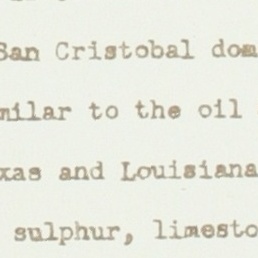 San Cristobal dom
milar to the oil
xas and Louisiana
sulphur, limesto